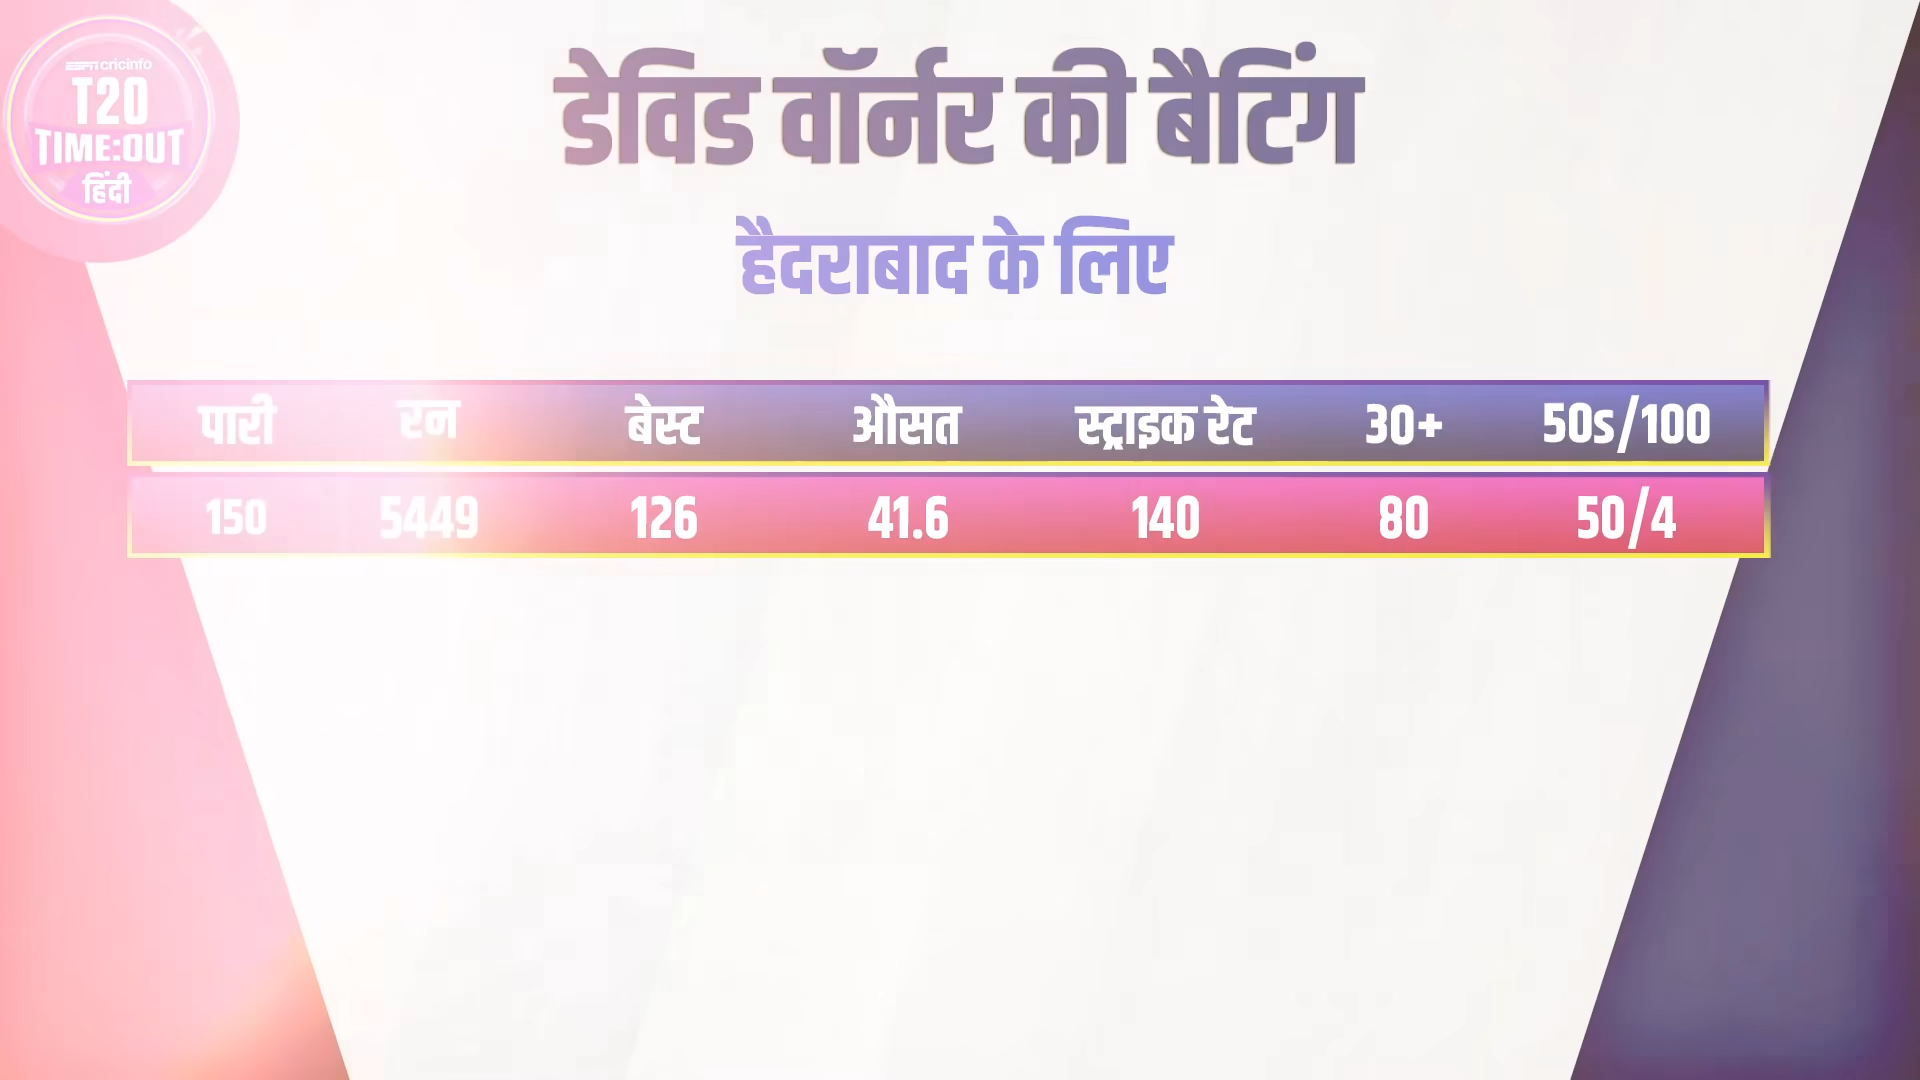 ESPNcricinfo
T20
TIME:OUT
हिंदी
डेविड वॉर्नर की बैटिंग
हैदराबाद के लिए
पारी रन बेस्ट औसत स्ट्राइक रेट 30+ 50s/100
150 5449 126 41.6 140 80 50/4